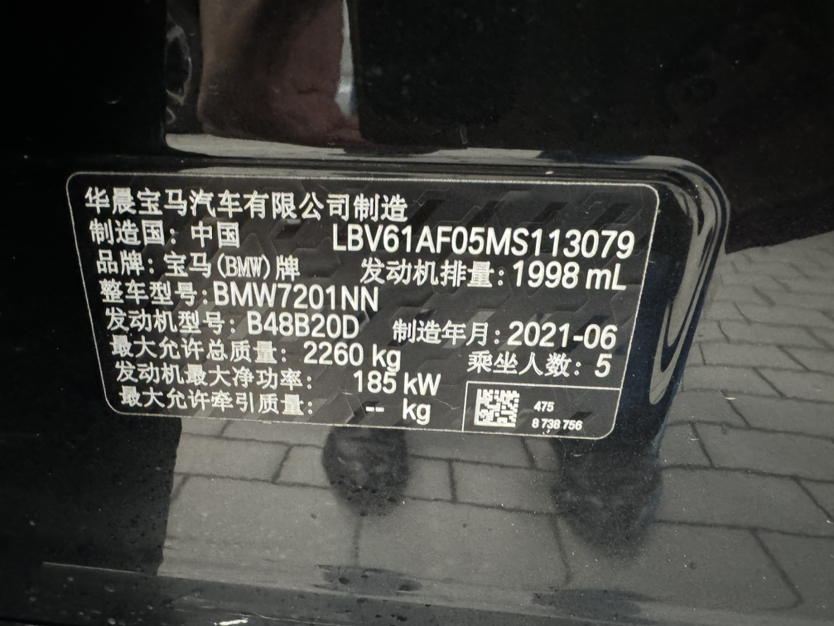 华晨宝马汽车有限公司制造
制造国: 中国 LBV61AF05MS113079
品牌: 宝马(BMW)牌 发动机排量: 1998 mL
整车型号: BMW7201NN
发动机型号: B48B20D 制造年月: 2021-06
最大允许总质量: 2260 kg 乘坐人数: 5
发动机最大净功率: 185 kW
最大允许牵引质量: -- kg
475
8 738 756